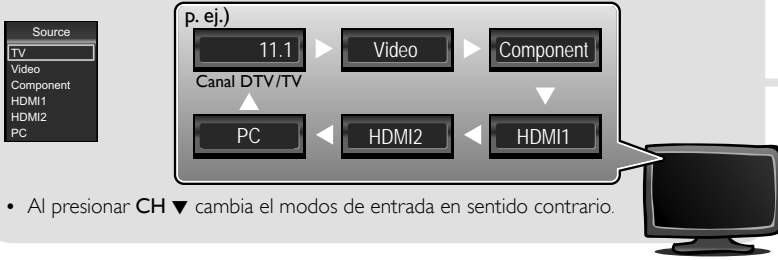 Source
TV
Video
Component
HDMI1
HDMI2
PC
p. ej.)
11.1
Video
Component
Canal DTV/TV
PC
HDMI2
HDMI1
• Al presionar CH ▼ cambia el modos de entrada en sentido contrario.